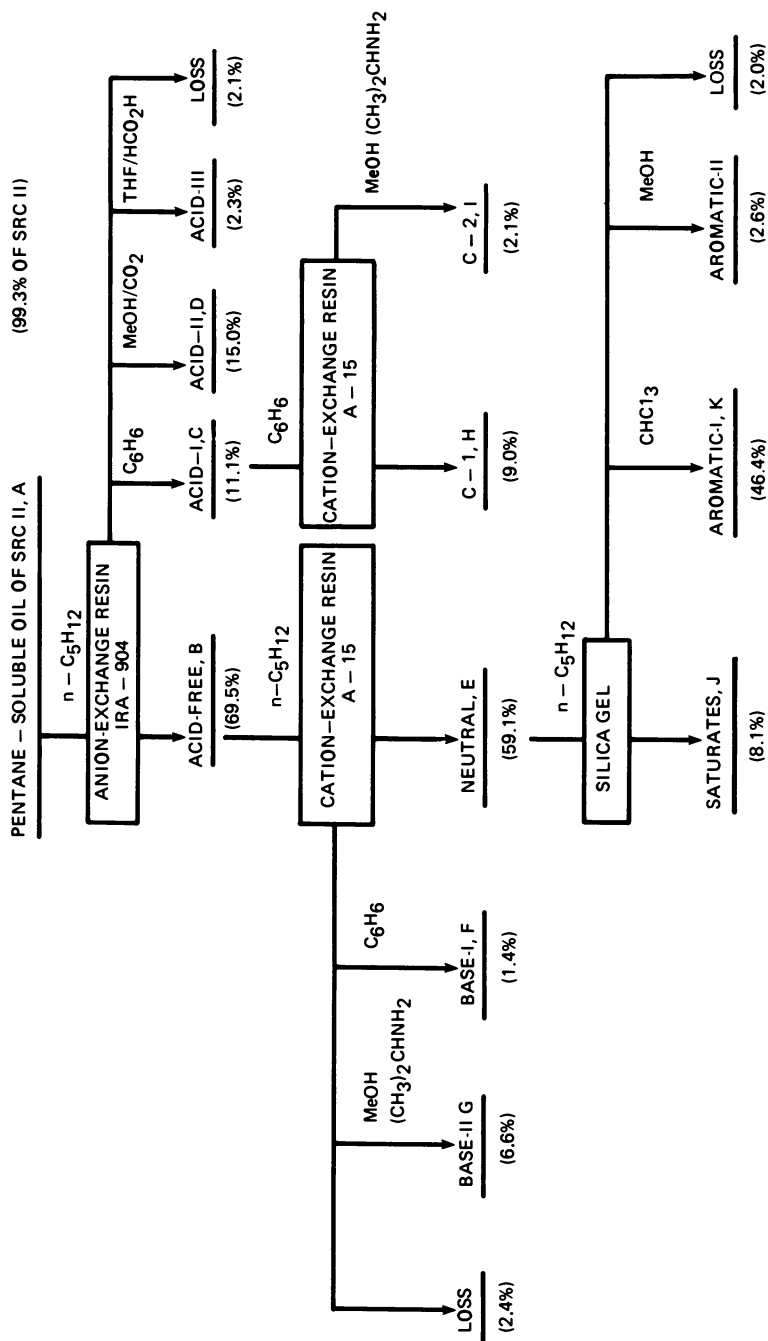 PENTANE – SOLUBLE OIL OF SRC II, A
(99.3% OF SRC II)
n – C5H12
ANION-EXCHANGE RESIN
IRA – 904
C6H6
MeOH/CO2
THF/HCO2H
ACID-FREE, B
(69.5%)
ACID–I,C
(11.1%)
ACID–II,D
(15.0%)
ACID-III
(2.3%)
LOSS
(2.1%)
n–C5H12
CATION–EXCHANGE RESIN
A – 15
C6H6
CATION–EXCHANGE RESIN
A – 15
MeOH (CH3)2CHNH2
MeOH
(CH3)2CHNH2
C6H6
LOSS
(2.4%)
BASE-II G
(6.6%)
BASE-I, F
(1.4%)
NEUTRAL, E
(59.1%)
C – 1, H
(9.0%)
C – 2, I
(2.1%)
n – C5H12
SILICA GEL
CHC13
MeOH
SATURATES, J
(8.1%)
AROMATIC-I, K
(46.4%)
AROMATIC-II
(2.6%)
LOSS
(2.0%)